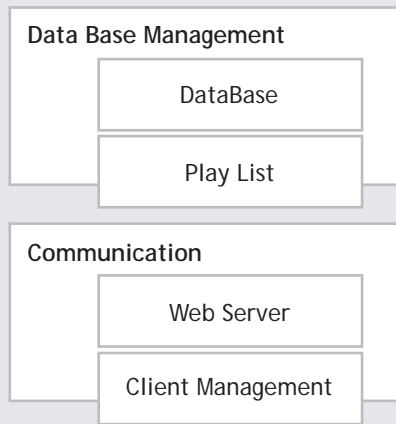 Data Base Management
DataBase
Play List
Communication
Web Server
Client Management